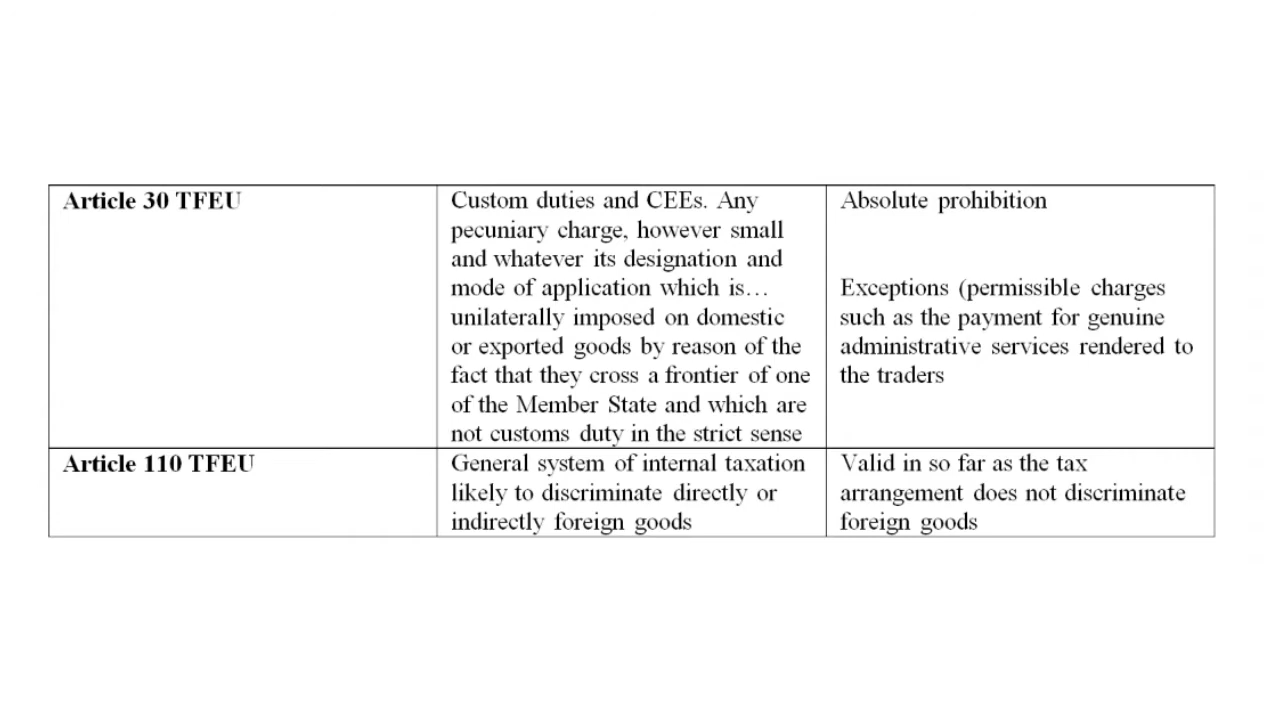 Article 30 TFEU
Custom duties and CEEs. Any
pecuniary charge, however small
and whatever its designation and
mode of application which is…
unilaterally imposed on domestic
or exported goods by reason of the
fact that they cross a frontier of one
of the Member State and which are
not customs duty in the strict sense
Absolute prohibition
Exceptions (permissible charges
such as the payment for genuine
administrative services rendered to
the traders
Article 110 TFEU
General system of internal taxation
likely to discriminate directly or
indirectly foreign goods
Valid in so far as the tax
arrangement does not discriminate
foreign goods